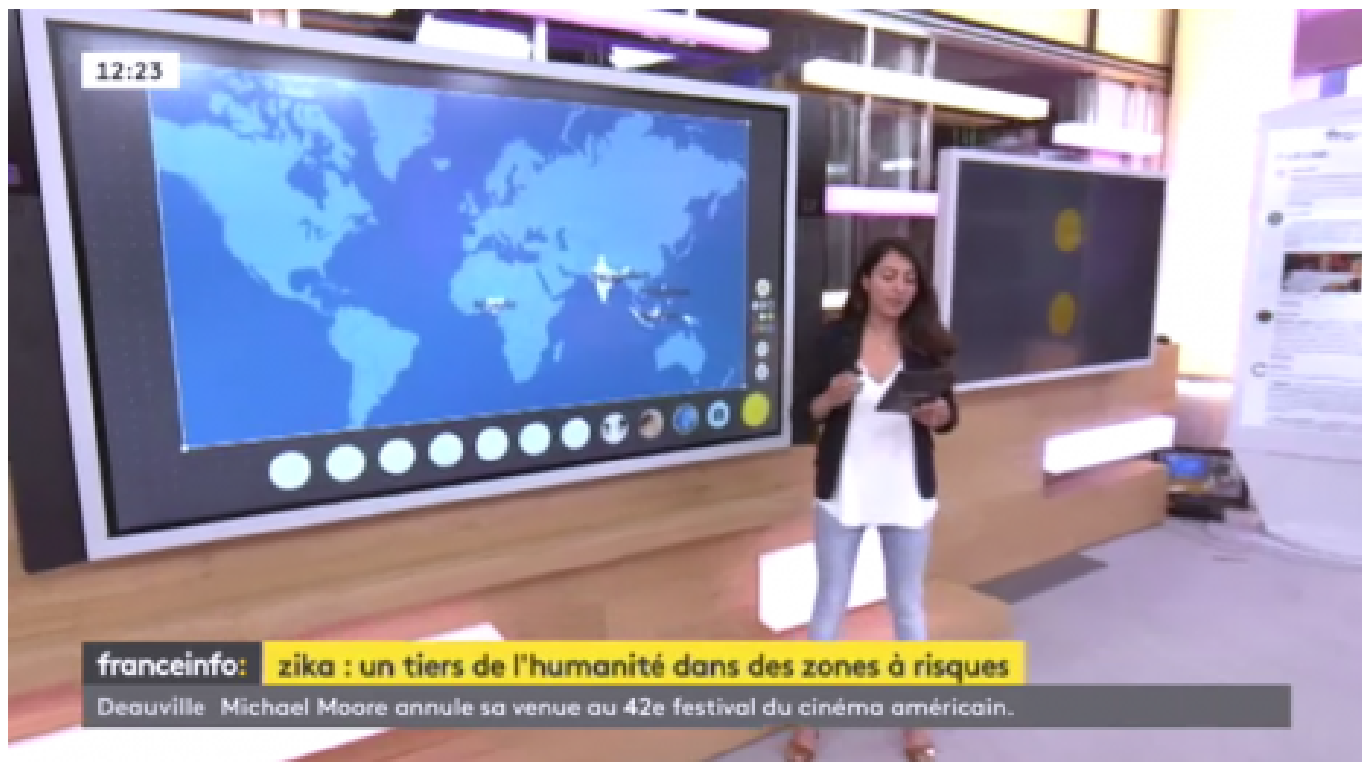 12:23
franceinfo: zika : un tiers de l'humanité dans des zones à risques
Deauville Michael Moore annule sa venue au 42e festival du cinéma américain.